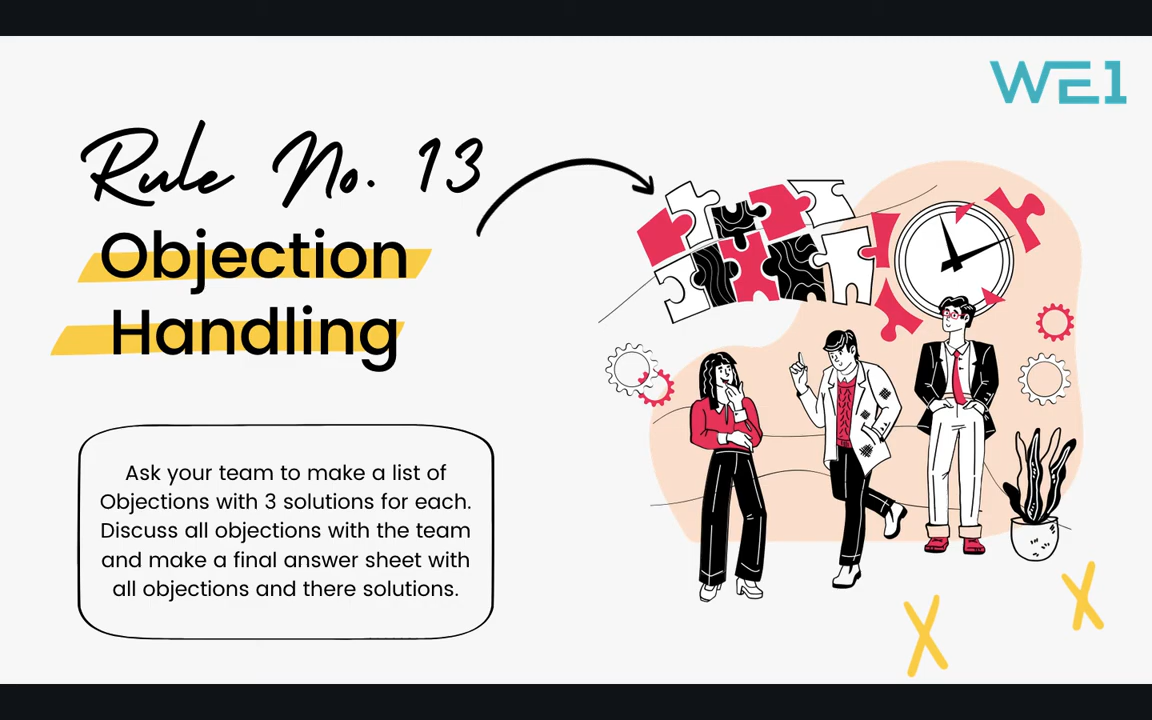 WE1
Rule No. 13
Objection
Handling
Ask your team to make a list of
Objections with 3 solutions for each.
Discuss all objections with the team
and make a final answer sheet with
all objections and there solutions.